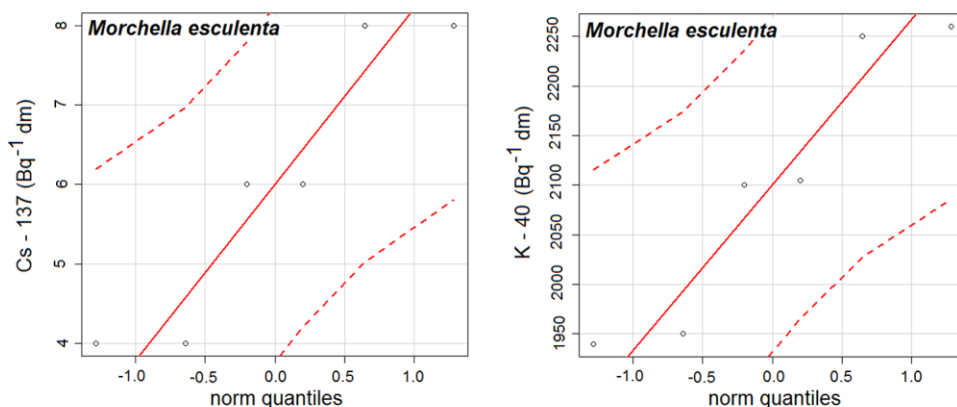 Morchella esculenta
Cs - 137 (Bq⁻¹ dm)
8
7
6
5
4
-1.0 -0.5 0.0 0.5 1.0
norm quantiles
Morchella esculenta
K - 40 (Bq⁻¹ dm)
2250
2200
2150
2100
2050
2000
1950
-1.0 -0.5 0.0 0.5 1.0
norm quantiles